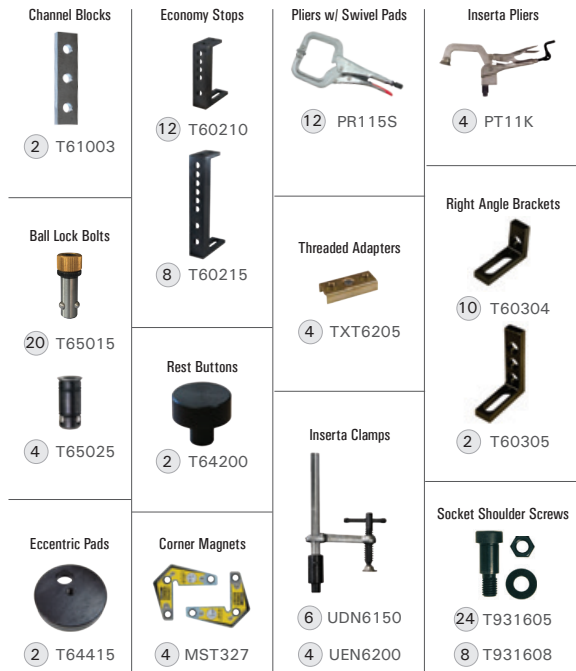 Channel Blocks
2 T61003
Ball Lock Bolts
20 T65015
4 T65025
Eccentric Pads
2 T64415
Economy Stops
12 T60210
8 T60215
Rest Buttons
2 T64200
Corner Magnets
4 MST327
Pliers w/ Swivel Pads
12 PR115S
Threaded Adapters
4 TXT6205
Inserta Clamps
6 UDN6150
4 UEN6200
Inserta Pliers
4 PT11K
Right Angle Brackets
10 T60304
2 T60305
Socket Shoulder Screws
24 T931605
8 T931608